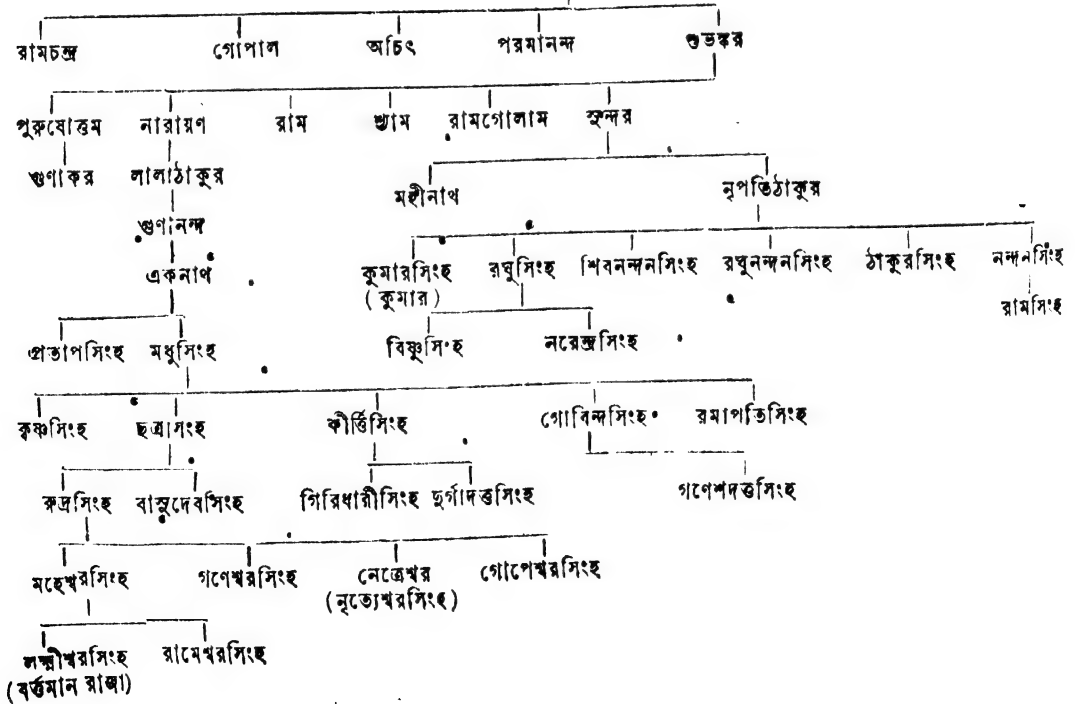 রামচন্দ্র গোপাল অচিৎ পরমানন্দ শুভঙ্কর
পুরুষোত্তম নারায়ণ রাম শ্যাম রামগোলাম সুন্দর
গুণাকর লালাঠাকুর মহীনাথ নৃপতিঠাকুর
গুণানন্দ
একনাথ কুমারসিংহ রঘুসিংহ শিবনন্দনসিংহ রঘুনন্দনসিংহ ঠাকুরসিংহ নন্দনসিংহ
(কুমার) রামসিংহ
প্রতাপসিংহ মধুসিংহ বিষ্ণুসিংহ নরেন্দ্রসিংহ
কৃষ্ণসিংহ ছত্রসিংহ কীর্ত্তিসিংহ গোবিন্দসিংহ রমাপতিসিংহ
রুদ্রসিংহ বাসুদেবসিংহ গিরিধারীসিংহ দুর্গাদত্তসিংহ গণেশদত্তসিংহ
মহেশ্বরসিংহ গণেশ্বরসিংহ নেত্রেশ্বর গোপেশ্বরসিংহ
(নৃত্যেশ্বরসিংহ)
লক্ষ্মীশ্বরসিংহ রামেশ্বরসিংহ
(বর্ত্তমান রাজা)